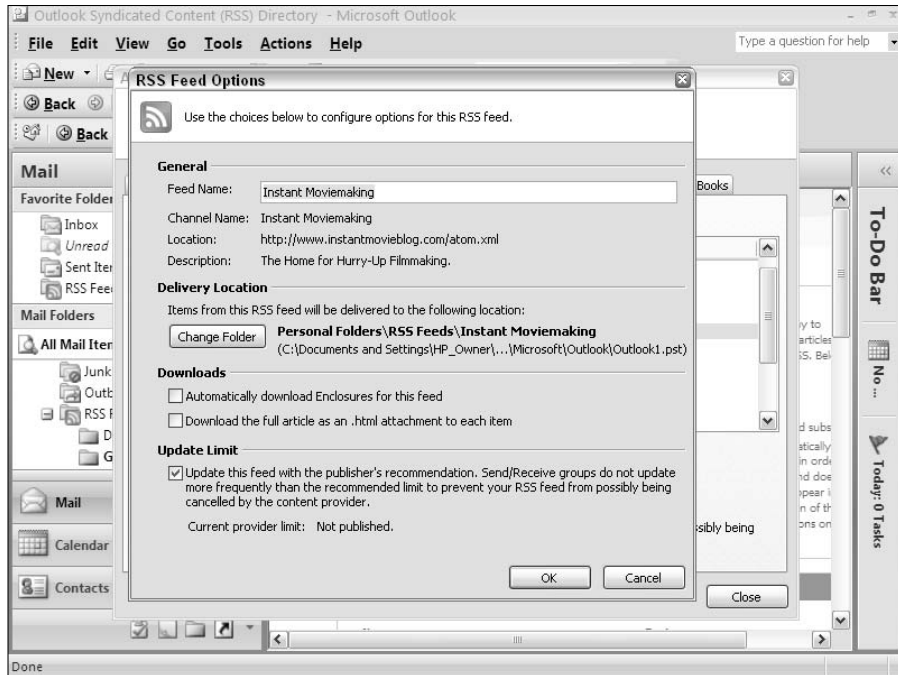 Outlook Syndicated Content (RSS) Directory - Microsoft Outlook
File Edit View Go Tools Actions Help
Type a question for help
New
Back
Back
RSS Feed Options
Use the choices below to configure options for this RSS feed.
General
Feed Name: Instant Moviemaking
Channel Name: Instant Moviemaking
Location: http://www.instantmovieblog.com/atom.xml
Description: The Home for Hurry-Up Filmmaking.
Delivery Location
Items from this RSS feed will be delivered to the following location:
Change Folder
Personal Folders\RSS Feeds\Instant Moviemaking
(C:\Documents and Settings\HP_Owner\...\Microsoft\Outlook\Outlook1.pst)
Downloads
Automatically download Enclosures for this feed
Download the full article as an .html attachment to each item
Update Limit
Update this feed with the publisher's recommendation. Send/Receive groups do not update
more frequently than the recommended limit to prevent your RSS feed from possibly being
cancelled by the content provider.
Current provider limit: Not published.
OK Cancel
Mail
Favorite Folder
Inbox
Unread
Sent Iter
RSS Fee
Mail Folders
All Mail Iter
Junk
Outb
RSS F
D
G
Mail
Calendar
Contacts
Books
ssibly being
Close
To-Do Bar
No ...
Today: 0 Tasks
Done